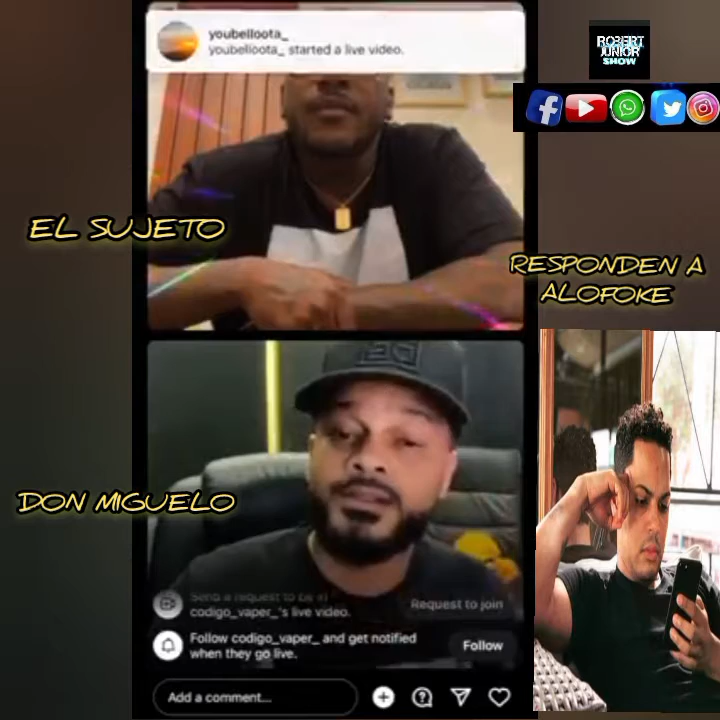 youbelloota_
youbelloota_ started a live video.
ROBERT
JUNIOR
SHOW
EL SUJETO
RESPONDEN A
ALOFOKE
DON MIGUELO
Send a request to be in
codigo_vaper_'s live video.
Request to join
Follow codigo_vaper_ and get notified
when they go live.
Follow
Add a comment...